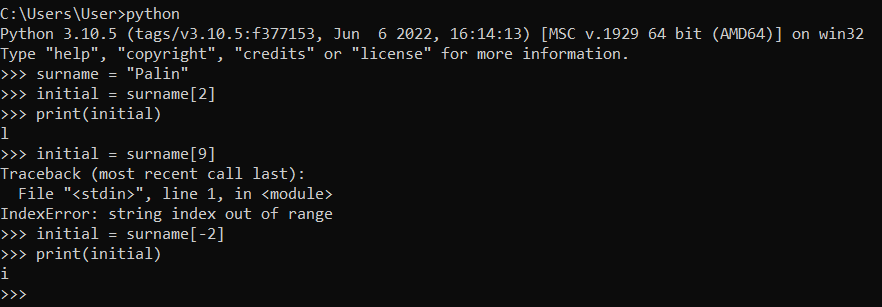 C:\Users\User>python
Python 3.10.5 (tags/v3.10.5:f377153, Jun  6 2022, 16:14:13) [MSC v.1929 64 bit (AMD64)] on win32
Type "help", "copyright", "credits" or "license" for more information.
>>> surname = "Palin"
>>> initial = surname[2]
>>> print(initial)
l
>>> initial = surname[9]
Traceback (most recent call last):
  File "<stdin>", line 1, in <module>
IndexError: string index out of range
>>> initial = surname[-2]
>>> print(initial)
i
>>>